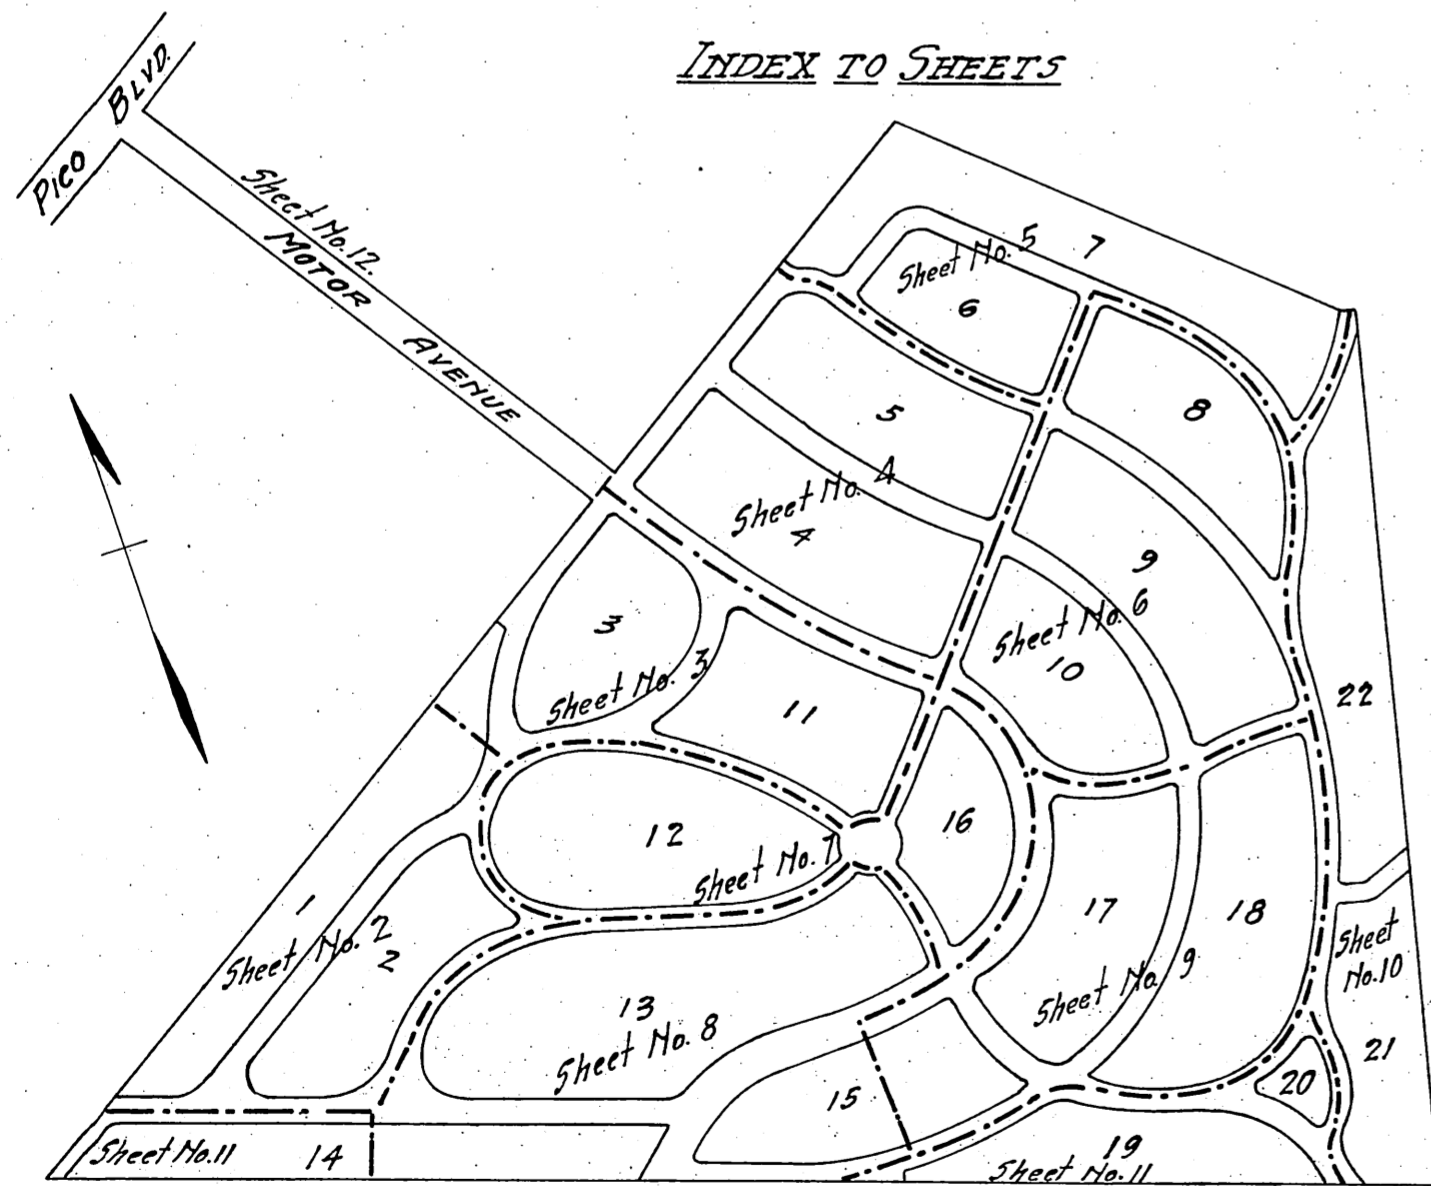 INDEX TO SHEETS
PICO BLVD.
Sheet No. 12.
MOTOR AVENUE
Sheet No. 5
7
6
5
8
Sheet No. 4
4
9
Sheet No. 6
10
3
Sheet No. 3
11
22
12
Sheet No. 7
16
17
18
1
Sheet No. 2
2
Sheet No. 9
Sheet No. 10
13
Sheet No. 8
21
15
20
Sheet No. 11
14
19
Sheet No. 11